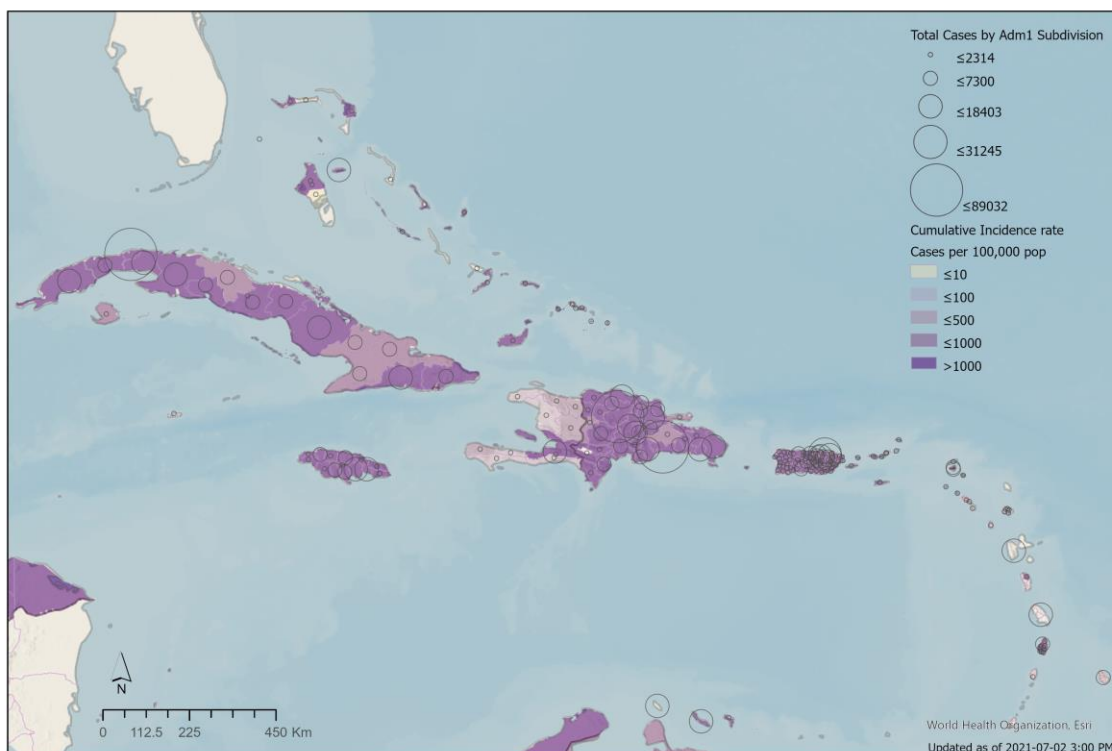 Total Cases by Adm1 Subdivision
≤2314
≤7300
≤18403
≤31245
≤89032
Cumulative Incidence rate
Cases per 100,000 pop
≤10
≤100
≤500
≤1000
>1000
N
0 112.5 225 450 Km
World Health Organization, Esri
Updated as of 2021-07-02 3:00 PM